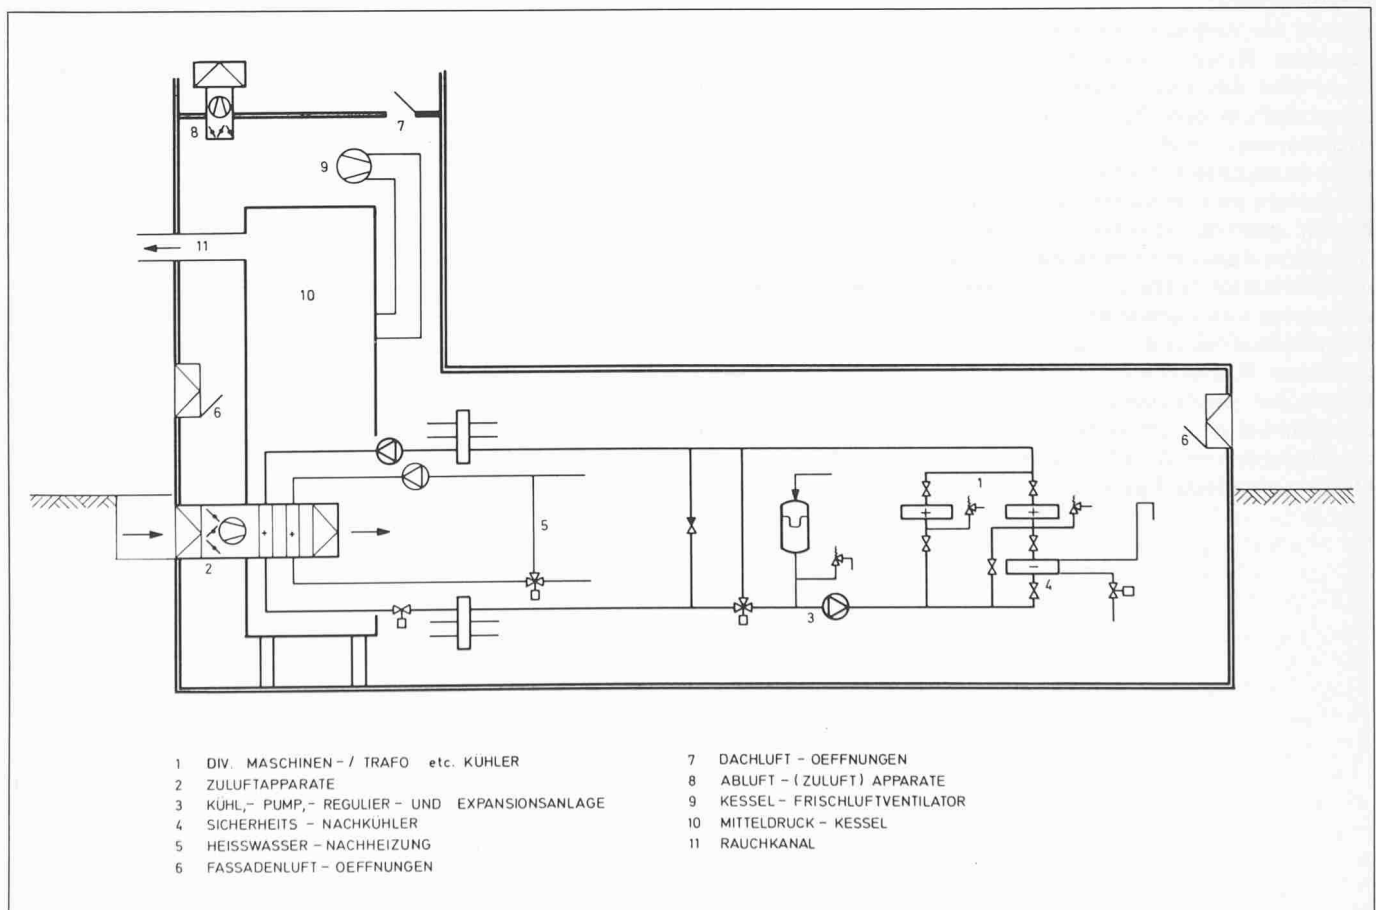 8
7
9
11
10
6
6
1
5
2
4
3
1 DIV. MASCHINEN-/ TRAFO etc. KÜHLER
2 ZULUFTAPPARATE
3 KÜHL,- PUMP,- REGULIER- UND EXPANSIONSANLAGE
4 SICHERHEITS-NACHKÜHLER
5 HEISSWASSER-NACHHEIZUNG
6 FASSADENLUFT-OEFFNUNGEN
7 DACHLUFT-OEFFNUNGEN
8 ABLUFT-(ZULUFT) APPARATE
9 KESSEL-FRISCHLUFTVENTILATOR
10 MITTELDRUCK-KESSEL
11 RAUCHKANAL